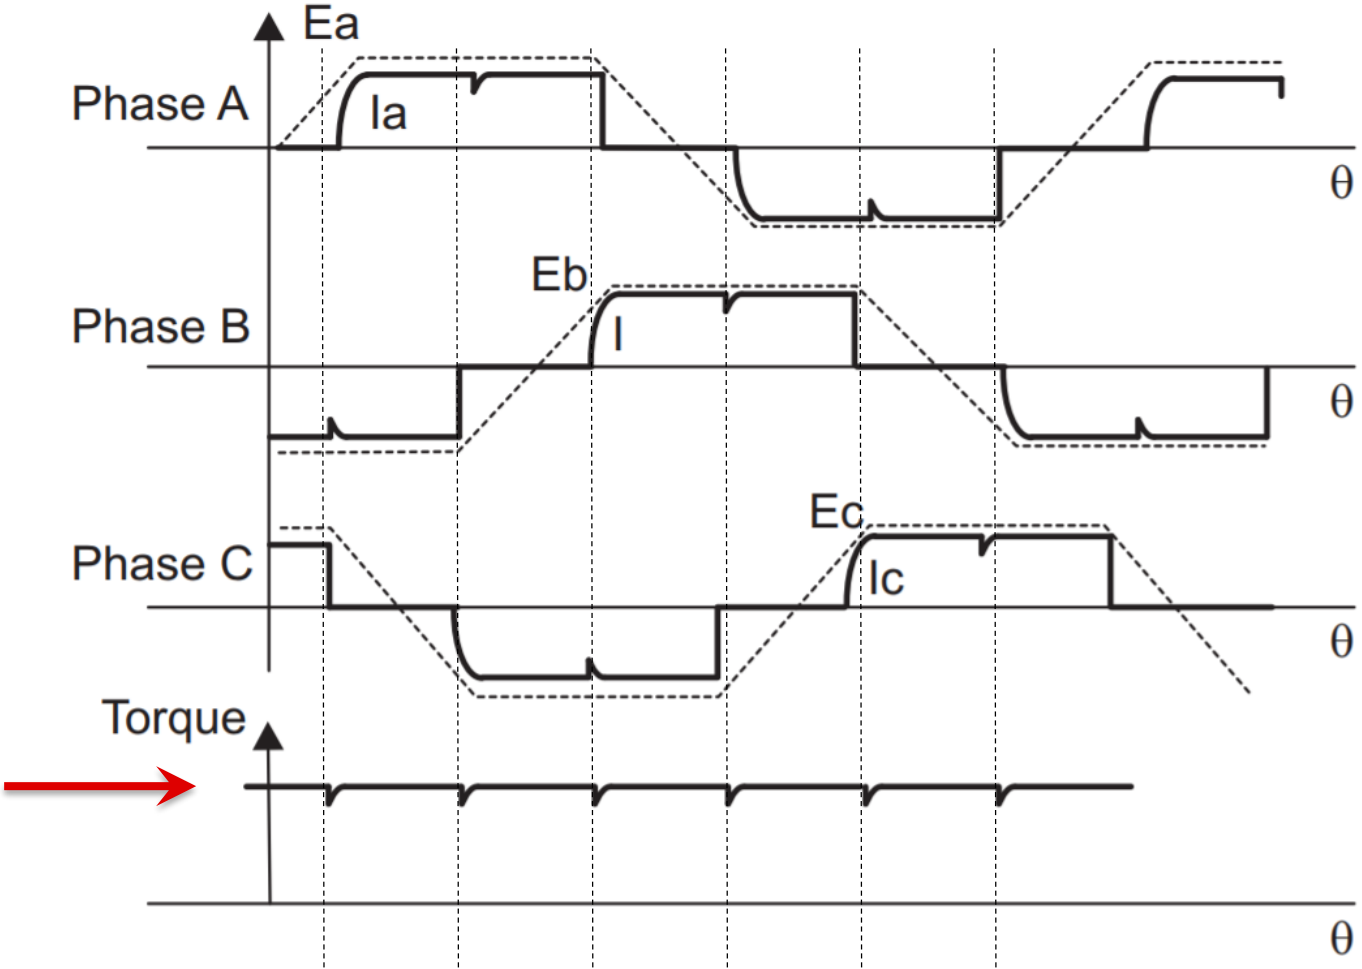 Ea
Phase A
Ia
θ
Eb
Phase B
I
θ
Ec
Phase C
Ic
θ
Torque
θ